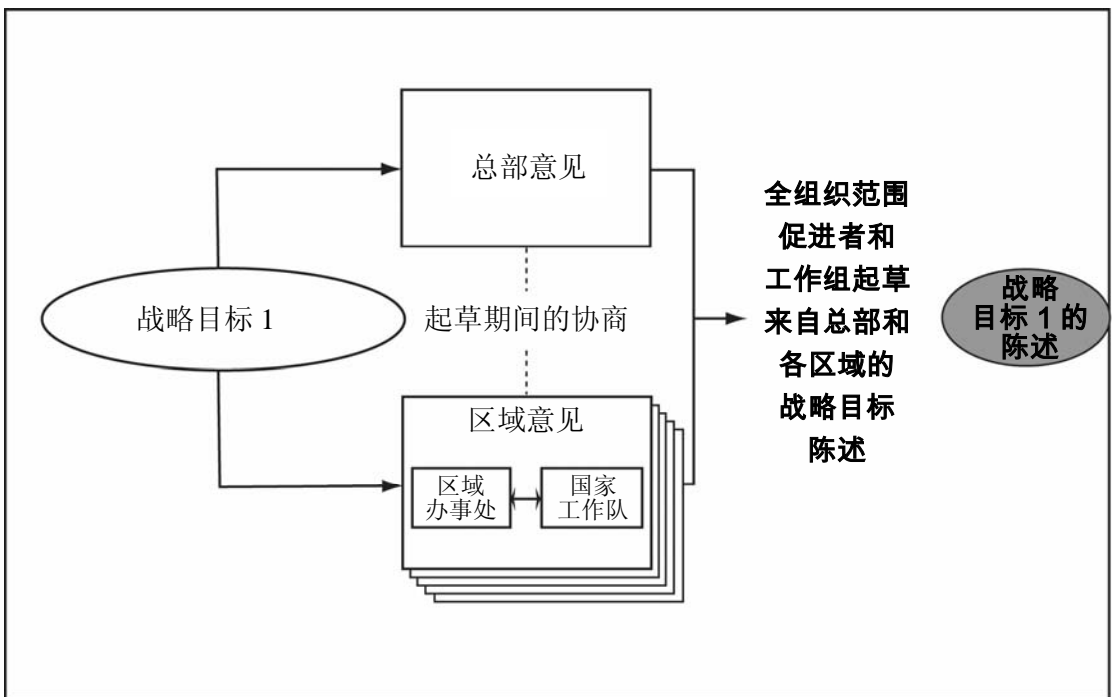 总部意见
战略目标 1
起草期间的协商
区域意见
区域
办事处
国家
工作队
全组织范围
促进者和
工作组起草
来自总部和
各区域的
战略目标
陈述
战略
目标 1 的
陈述